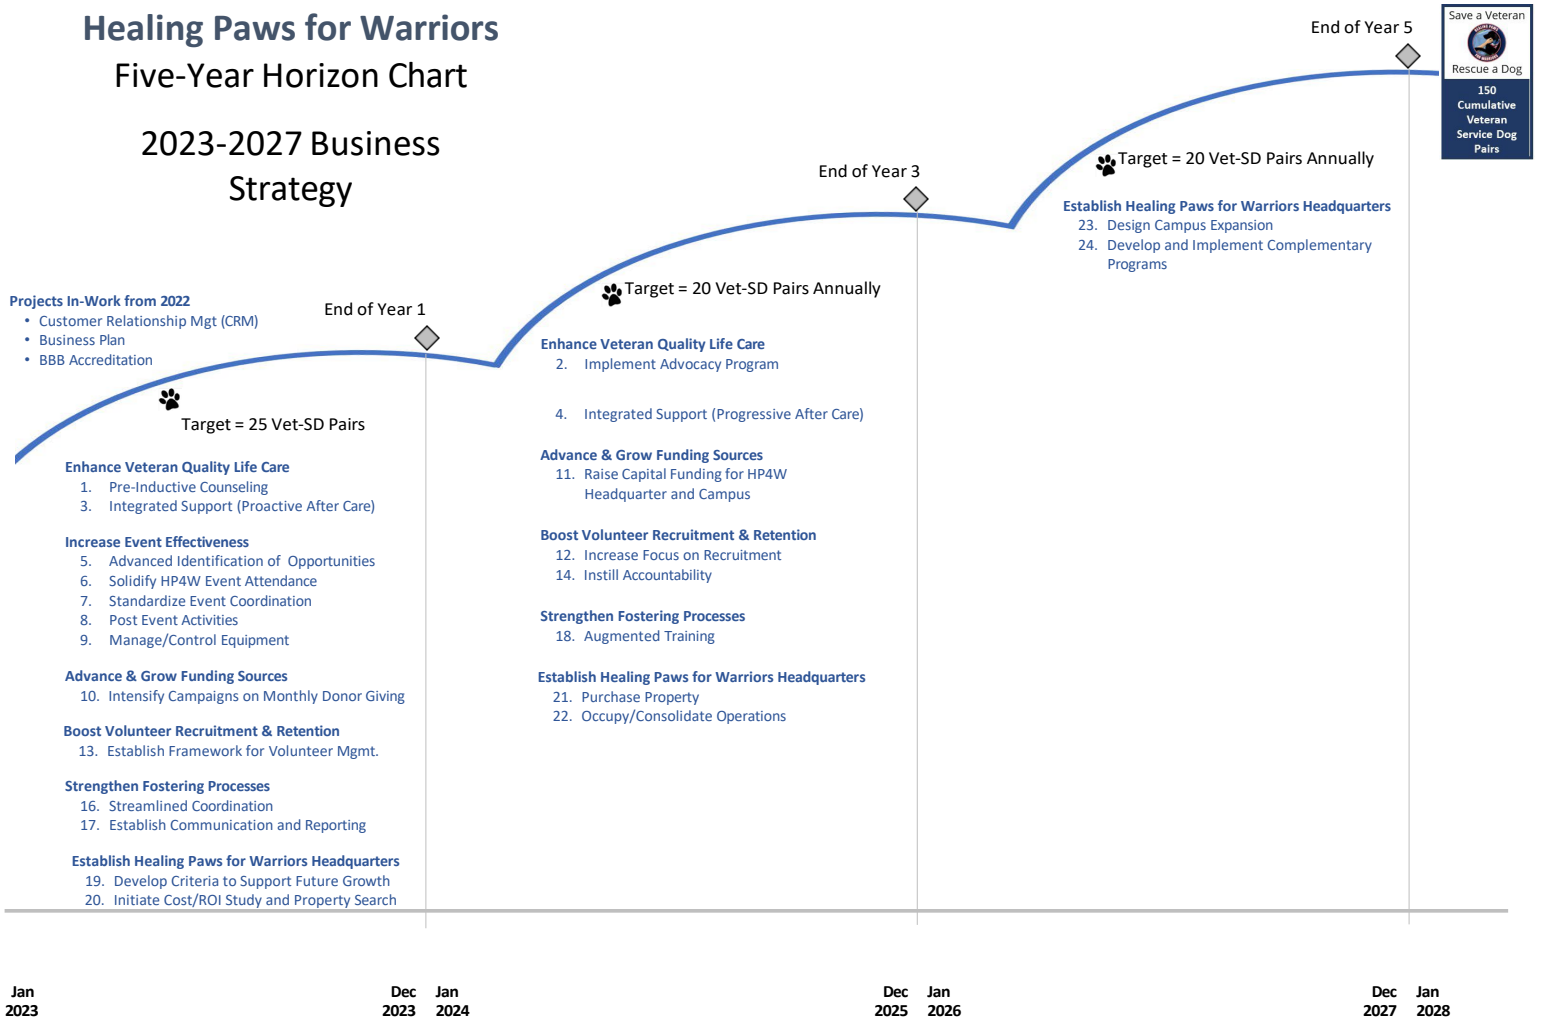 Healing Paws for Warriors
Five-Year Horizon Chart
2023-2027 Business
Strategy
Projects In-Work from 2022
• Customer Relationship Mgt (CRM)
• Business Plan
• BBB Accreditation
End of Year 1
Target = 25 Vet-SD Pairs
Enhance Veteran Quality Life Care
1. Pre-Inductive Counseling
3. Integrated Support (Proactive After Care)
Increase Event Effectiveness
5. Advanced Identification of Opportunities
6. Solidify HP4W Event Attendance
7. Standardize Event Coordination
8. Post Event Activities
9. Manage/Control Equipment
Advance & Grow Funding Sources
10. Intensify Campaigns on Monthly Donor Giving
Boost Volunteer Recruitment & Retention
13. Establish Framework for Volunteer Mgmt.
Strengthen Fostering Processes
16. Streamlined Coordination
17. Establish Communication and Reporting
Establish Healing Paws for Warriors Headquarters
19. Develop Criteria to Support Future Growth
20. Initiate Cost/ROI Study and Property Search
End of Year 3
Target = 20 Vet-SD Pairs Annually
Enhance Veteran Quality Life Care
2. Implement Advocacy Program
4. Integrated Support (Progressive After Care)
Advance & Grow Funding Sources
11. Raise Capital Funding for HP4W
Headquarter and Campus
Boost Volunteer Recruitment & Retention
12. Increase Focus on Recruitment
14. Instill Accountability
Strengthen Fostering Processes
18. Augmented Training
Establish Healing Paws for Warriors Headquarters
21. Purchase Property
22. Occupy/Consolidate Operations
End of Year 5
Target = 20 Vet-SD Pairs Annually
Establish Healing Paws for Warriors Headquarters
23. Design Campus Expansion
24. Develop and Implement Complementary
Programs
Save a Veteran
Rescue a Dog
150
Cumulative
Veteran
Service Dog
Pairs
Jan
2023
Dec
2023
Jan
2024
Dec
2025
Jan
2026
Dec
2027
Jan
2028